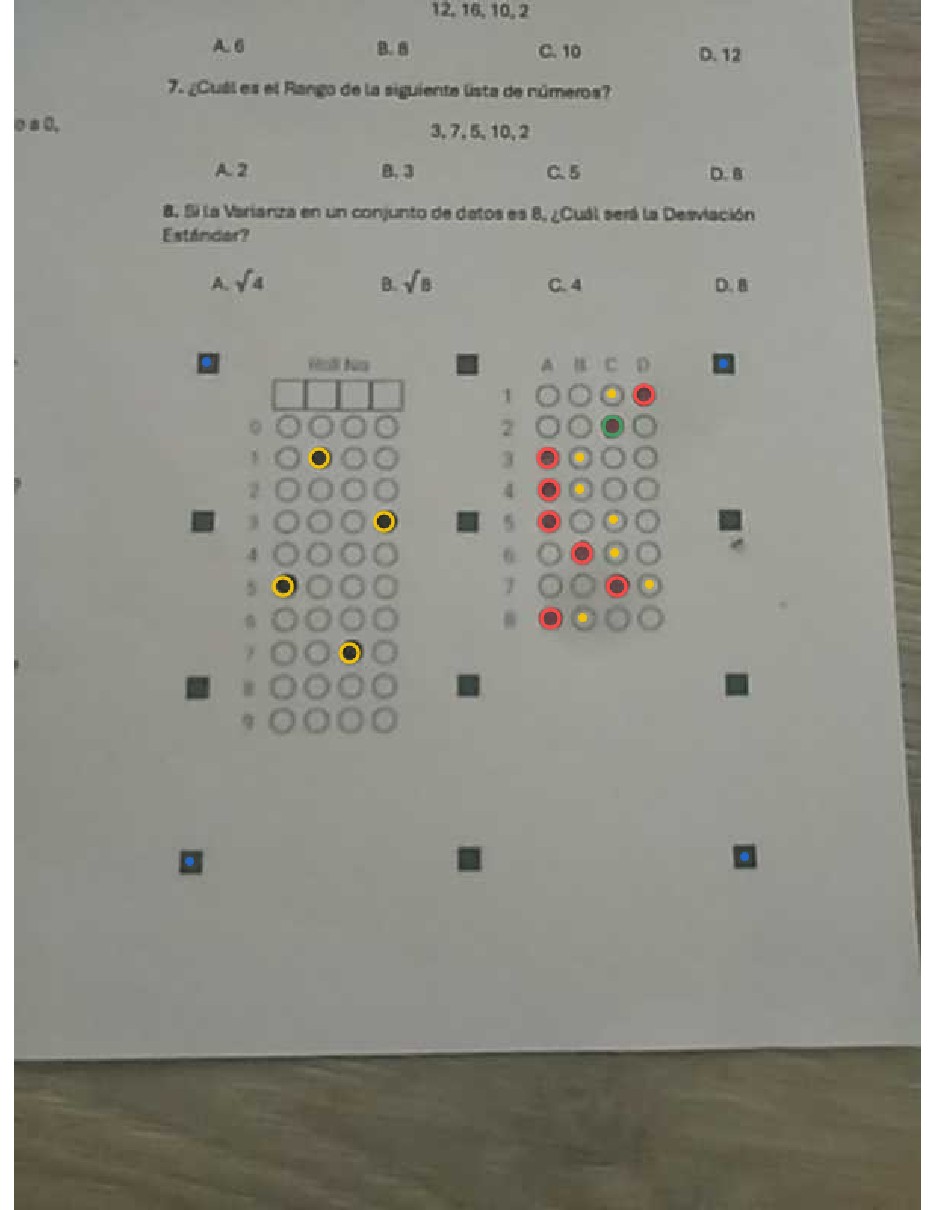 12, 16, 10, 2
A. 6 B. 8 C. 10 D. 12
7. ¿Cuál es el Rango de la siguiente lista de números?
o a 0,
3, 7, 5, 10, 2
A. 2 B. 3 C. 5 D. 8
8. Si la Varianza en un conjunto de datos es 8, ¿Cuál será la Desviación
Estándar?
A. √4 B. √8 C. 4 D. 8
Roll No A B C D
1
0 2
1 3
2 4
3 5
4 6
5 7
6 8
7
8
9